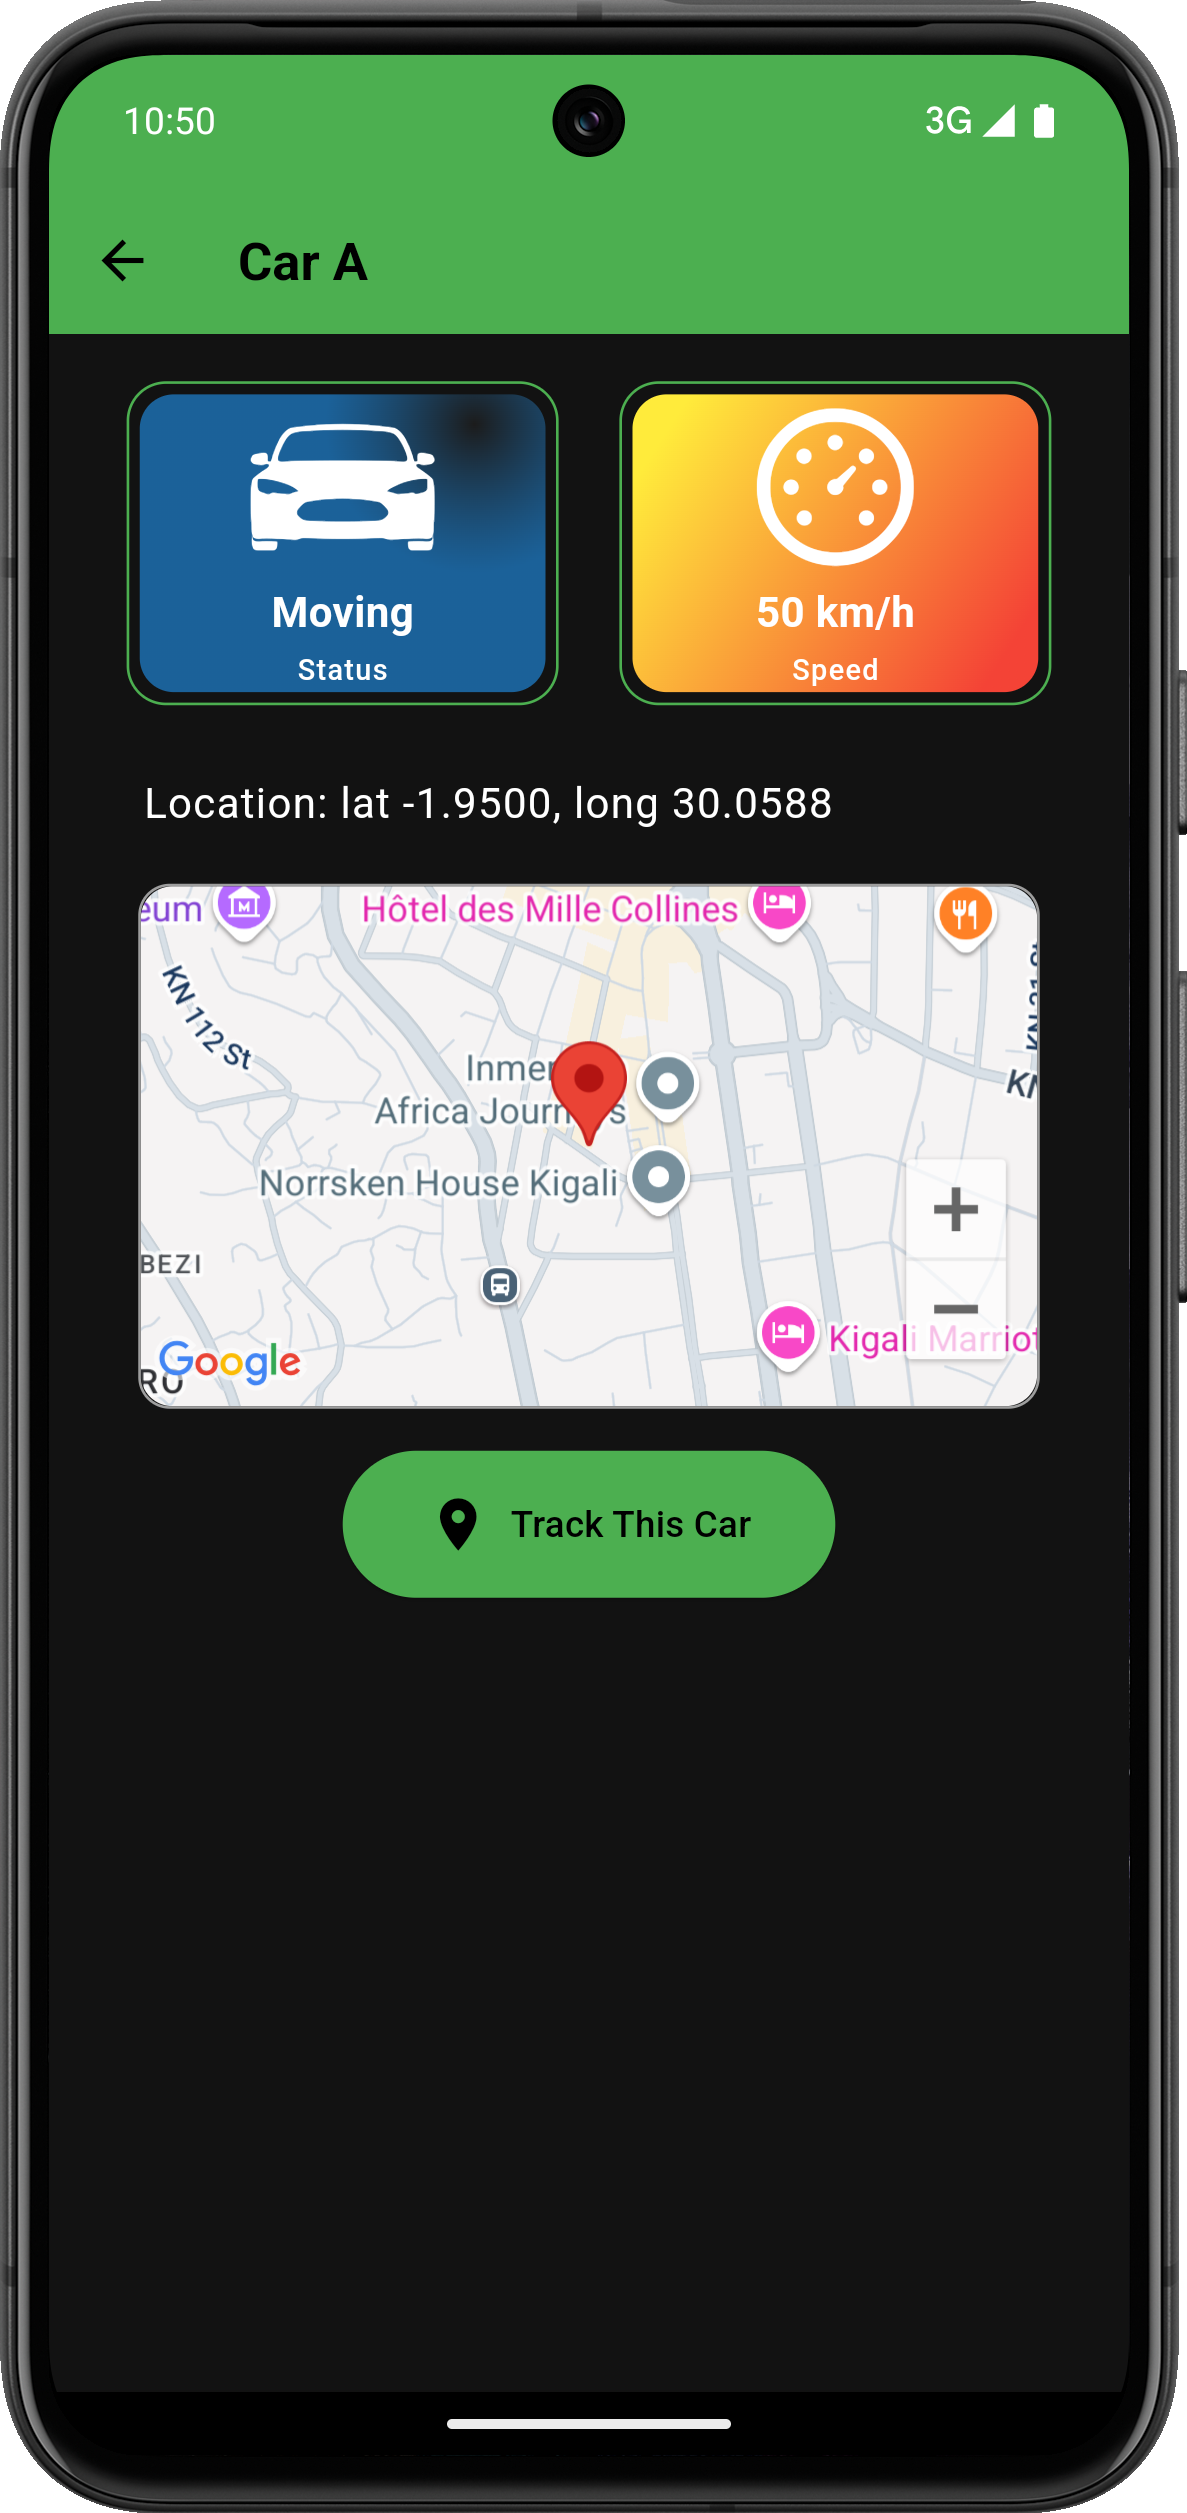 10:50
3G
Car A
Moving
Status
50 km/h
Speed
Location: lat -1.9500, long 30.0588
eum
Hôtel des Mille Collines
KN 112 St
KN 21 S
KN
Inmer
Africa Journ s
Norrsken House Kigali
BEZI
RU
Google
Kigali Marriot
Track This Car